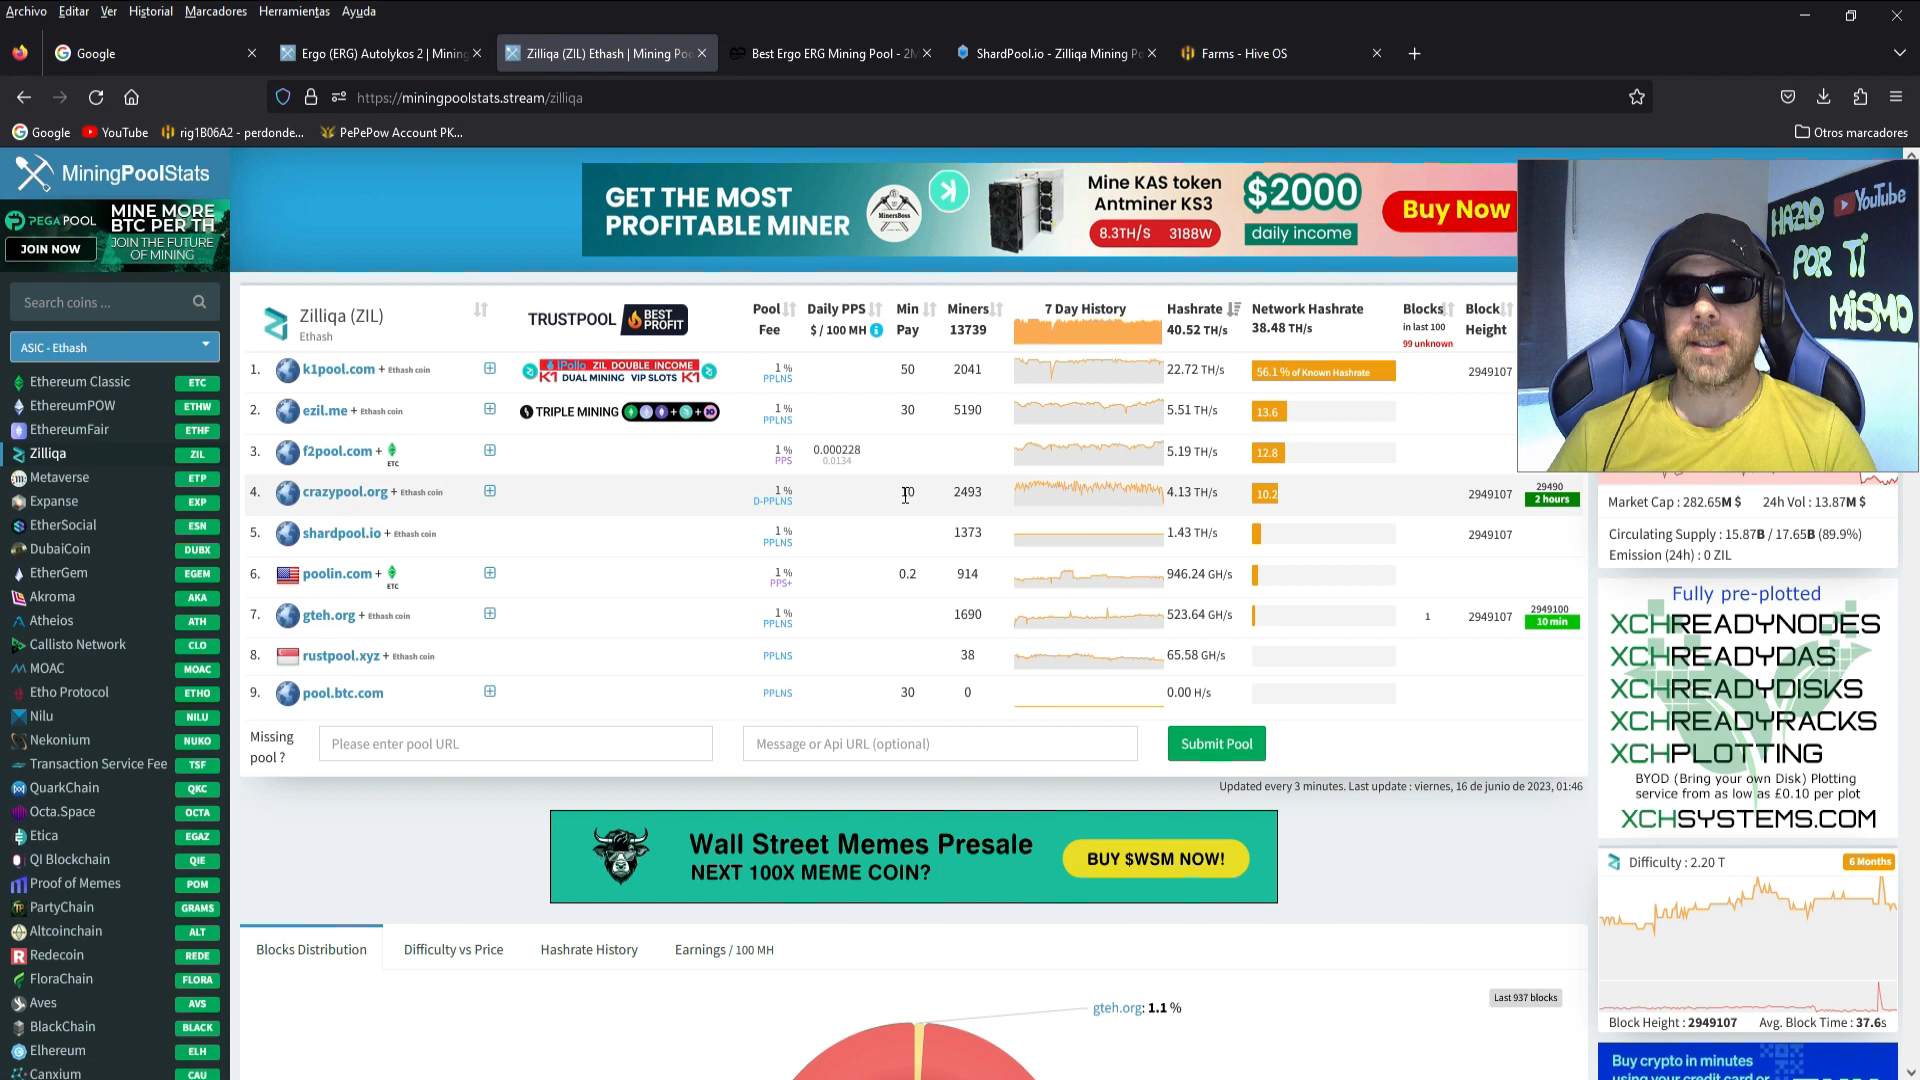 Archivo Editar Ver Historial Marcadores Herramientas Ayuda
Google
Ergo (ERG) Autolykos 2 | Mining
Zilliqa (ZIL) Ethash | Mining Poo
Best Ergo ERG Mining Pool - 2M
ShardPool.io - Zilliqa Mining Po
Farms - Hive OS
https://miningpoolstats.stream/zilliqa
Google YouTube rig1B06A2 - perdonde... PePePow Account PK...
Otros marcadores
MiningPoolStats
PEGA POOL
JOIN NOW
MINE MORE
BTC PER TH
JOIN THE FUTURE
OF MINING
GET THE MOST
PROFITABLE MINER
MinersBoss
Mine KAS token
Antminer KS3
8.3TH/S 3188W
$2000
daily income
Buy Now
HAZLO
YouTube
POR TI
MiSMO
Search coins ...
ASIC - Ethash
Ethereum Classic ETC
EthereumPOW ETHW
EthereumFair ETHF
Zilliqa ZIL
Metaverse ETP
Expanse EXP
EtherSocial ESN
DubaiCoin DUBX
EtherGem EGEM
Akroma AKA
Atheios ATH
Callisto Network CLO
MOAC MOAC
Etho Protocol ETHO
Nilu NILU
Nekonium NUKO
Transaction Service Fee TSF
QuarkChain QKC
Octa.Space OCTA
Etica EGAZ
QI Blockchain QIE
Proof of Memes POM
PartyChain GRAMS
Altcoinchain ALT
Redecoin REDE
FloraChain FLORA
Aves AVS
BlackChain BLACK
Elhereum ELH
Canxium CAU
Zilliqa (ZIL)
Ethash
TRUSTPOOL BEST PROFIT
Pool Fee
Daily PPS $ / 100 MH
Min Pay
Miners 13739
7 Day History
Hashrate 40.52 TH/s
Network Hashrate 38.48 TH/s
Blocks in last 100 99 unknown
Block Height
1. k1pool.com + Ethash coin
iPollo ZIL DOUBLE INCOME
K1 DUAL MINING VIP SLOTS K1
1 % PPLNS 50 2041 22.72 TH/s 56.1 % of Known Hashrate 2949107
2. ezil.me + Ethash coin
TRIPLE MINING
1 % PPLNS 30 5190 5.51 TH/s 13.6
3. f2pool.com + ETC 1 % PPS 0.000228 0.0134 5.19 TH/s 12.8
4. crazypool.org + Ethash coin 1 % D-PPLNS 2493 4.13 TH/s 10.2 2949107 29490 2 hours
5. shardpool.io + Ethash coin 1 % PPLNS 1373 1.43 TH/s 2949107
6. poolin.com + ETC 1 % PPS+ 0.2 914 946.24 GH/s
7. gteh.org + Ethash coin 1 % PPLNS 1690 523.64 GH/s 1 2949107 2949100 10 min
8. rustpool.xyz + Ethash coin PPLNS 38 65.58 GH/s
9. pool.btc.com PPLNS 30 0 0.00 H/s
Missing pool ?
Please enter pool URL
Message or Api URL (optional)
Submit Pool
Updated every 3 minutes. Last update : viernes, 16 de junio de 2023, 01:46
Wall Street Memes Presale
NEXT 100X MEME COIN?
BUY $WSM NOW!
Blocks Distribution Difficulty vs Price Hashrate History Earnings / 100 MH
Last 937 blocks
gteh.org: 1.1 %
Market Cap : 282.65M $ 24h Vol : 13.87M $
Circulating Supply : 15.87B / 17.65B (89.9%)
Emission (24h) : 0 ZIL
Fully pre-plotted
XCHREADYNODES
XCHREADYDAS
XCHREADYDISKS
XCHREADYRACKS
XCHPLOTTING
BYOD (Bring your own Disk) Plotting
service from as low as £0.10 per plot
XCHSYSTEMS.COM
Difficulty : 2.20 T 6 Months
Block Height : 2949107 Avg. Block Time : 37.6s
Buy crypto in minutes
using your credit card or